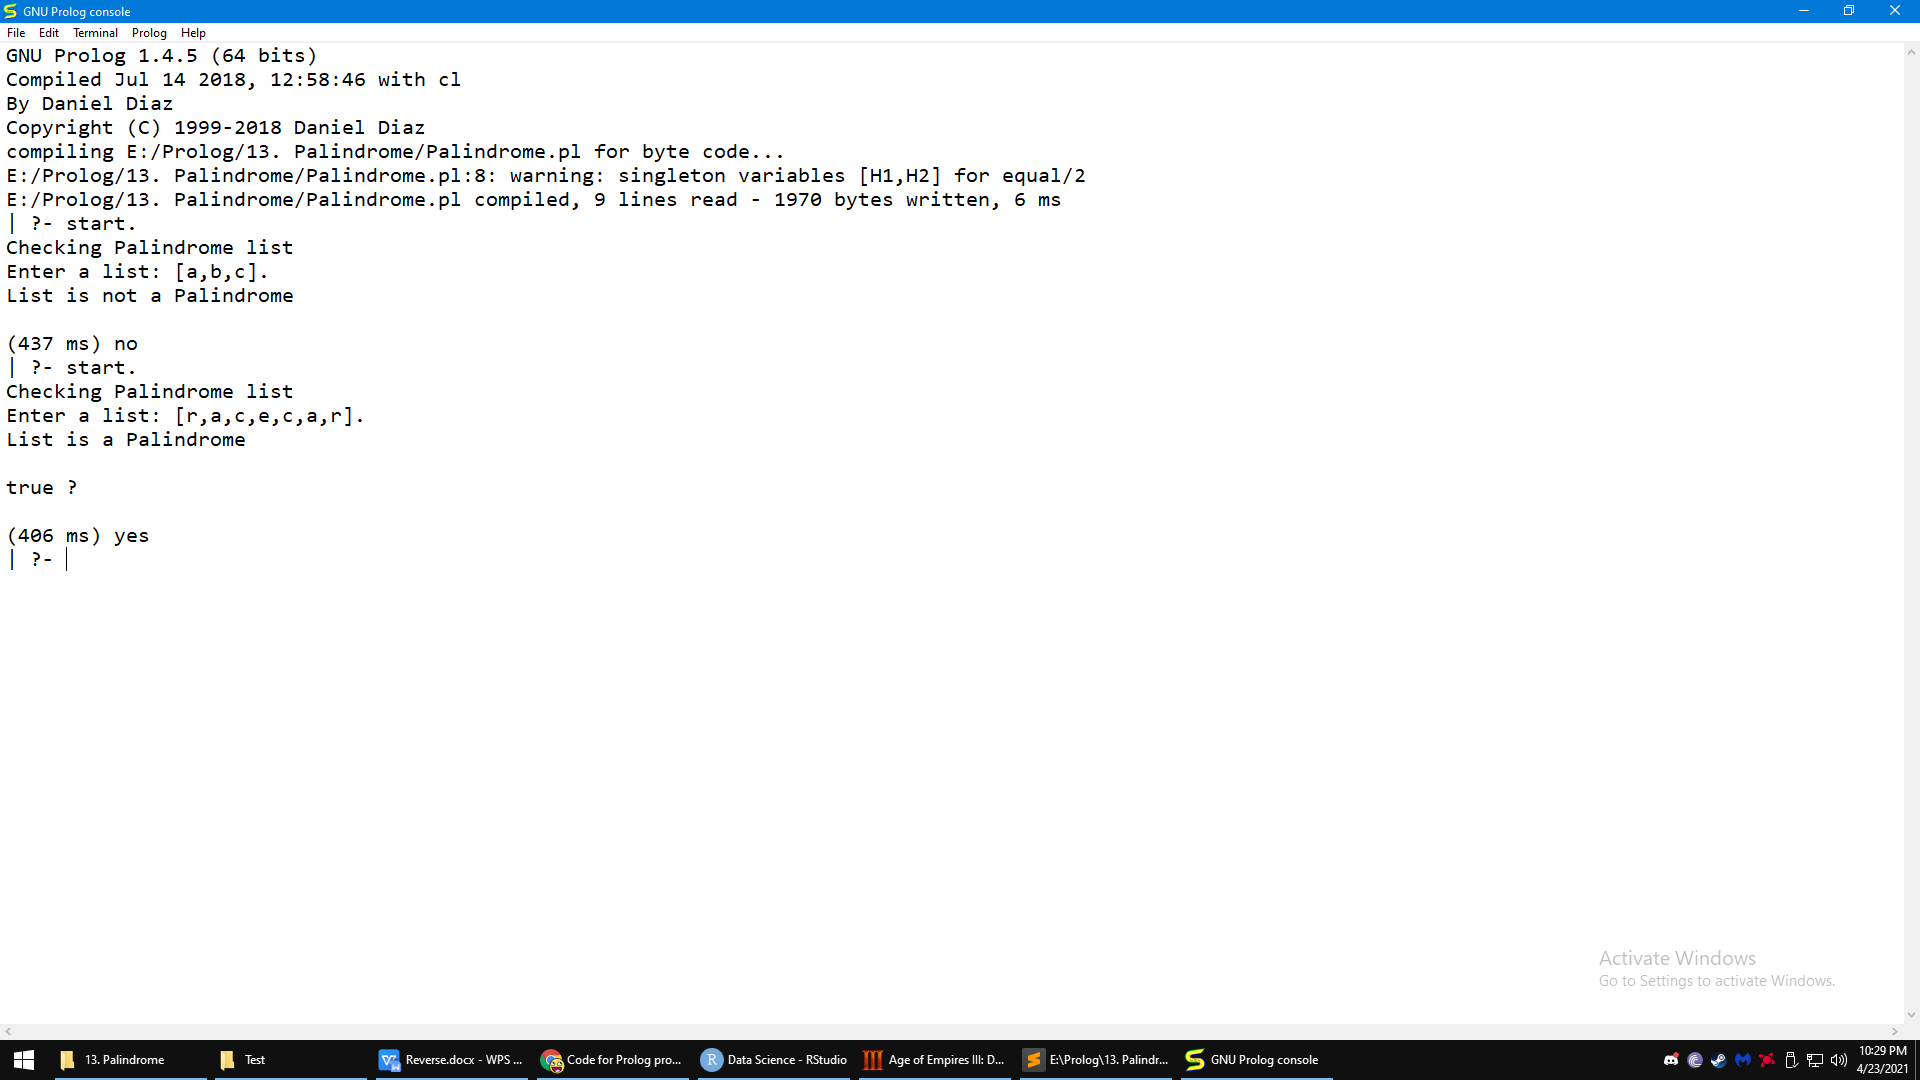 GNU Prolog console
File Edit Terminal Prolog Help
GNU Prolog 1.4.5 (64 bits)
Compiled Jul 14 2018, 12:58:46 with cl
By Daniel Diaz
Copyright (C) 1999-2018 Daniel Diaz
compiling E:/Prolog/13. Palindrome/Palindrome.pl for byte code...
E:/Prolog/13. Palindrome/Palindrome.pl:8: warning: singleton variables [H1,H2] for equal/2
E:/Prolog/13. Palindrome/Palindrome.pl compiled, 9 lines read - 1970 bytes written, 6 ms
| ?- start.
Checking Palindrome list
Enter a list: [a,b,c].
List is not a Palindrome
(437 ms) no
| ?- start.
Checking Palindrome list
Enter a list: [r,a,c,e,c,a,r].
List is a Palindrome
true ?
(406 ms) yes
| ?-
Activate Windows
Go to Settings to activate Windows.
13. Palindrome
Test
Reverse.docx - WPS ...
Code for Prolog pro...
Data Science - RStudio
Age of Empires III: D...
E:\Prolog\13. Palindr...
GNU Prolog console
10:29 PM
4/23/2021